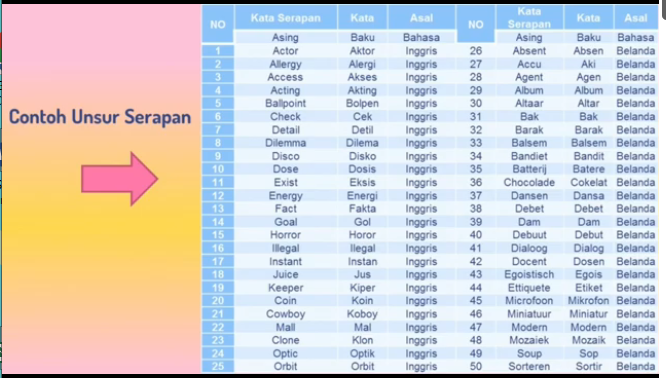 Contoh Unsur Serapan
NO Kata Serapan Kata Asal NO Kata Serapan Kata Asal
Asing Baku Bahasa Asing Baku Bahasa
1 Actor Aktor Inggris 26 Absent Absen Belanda
2 Allergy Alergi Inggris 27 Accu Aki Belanda
3 Access Akses Inggris 28 Agent Agen Belanda
4 Acting Akting Inggris 29 Album Album Belanda
5 Ballpoint Bolpen Inggris 30 Altaar Altar Belanda
6 Check Cek Inggris 31 Bak Bak Belanda
7 Detail Detil Inggris 32 Barak Barak Belanda
8 Dilemma Dilema Inggris 33 Balsem Balsem Belanda
9 Disco Disko Inggris 34 Bandiet Bandit Belanda
10 Dose Dosis Inggris 35 Batterij Batere Belanda
11 Exist Eksis Inggris 36 Chocolade Cokelat Belanda
12 Energy Energi Inggris 37 Dansen Dansa Belanda
13 Fact Fakta Inggris 38 Debet Debet Belanda
14 Goal Gol Inggris 39 Dam Dam Belanda
15 Horror Horor Inggris 40 Debuut Debut Belanda
16 Illegal Ilegal Inggris 41 Dialoog Dialog Belanda
17 Instant Instan Inggris 42 Docent Dosen Belanda
18 Juice Jus Inggris 43 Egoistisch Egois Belanda
19 Keeper Kiper Inggris 44 Ettiquete Etiket Belanda
20 Coin Koin Inggris 45 Microfoon Mikrofon Belanda
21 Cowboy Koboy Inggris 46 Miniatuur Miniatur Belanda
22 Mall Mal Inggris 47 Modern Modern Belanda
23 Clone Klon Inggris 48 Mozaiek Mozaik Belanda
24 Optic Optik Inggris 49 Soup Sop Belanda
25 Orbit Orbit Inggris 50 Sorteren Sortir Belanda